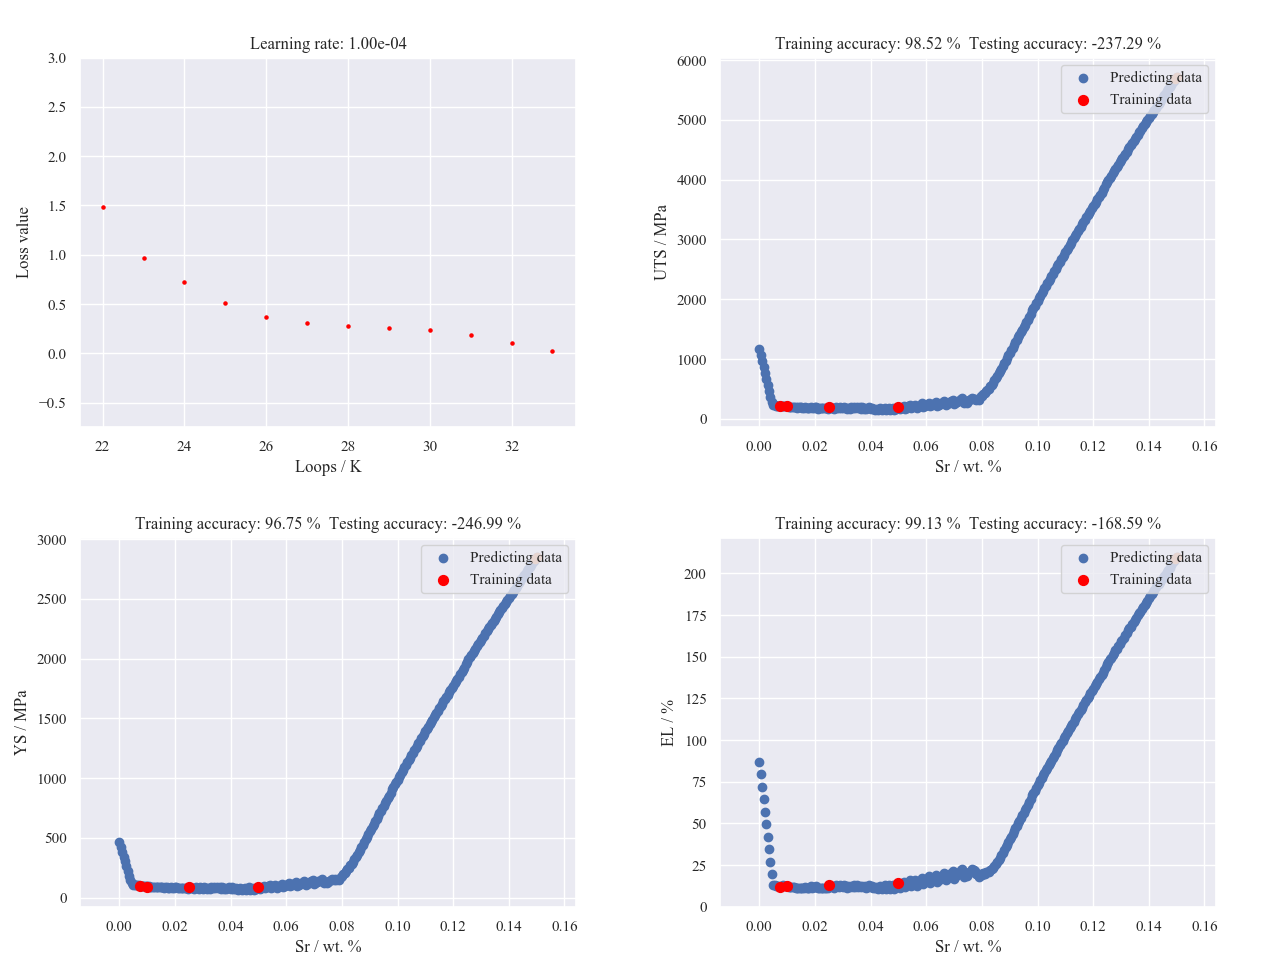 Learning rate: 1.00e-04
3.0
2.5
2.0
1.5
1.0
0.5
0.0
−0.5
Loss value
22 24 26 28 30 32
Loops / K
Training accuracy: 98.52 % Testing accuracy: -237.29 %
Predicting data
Training data
6000
5000
4000
3000
2000
1000
0
UTS / MPa
0.00 0.02 0.04 0.06 0.08 0.10 0.12 0.14 0.16
Sr / wt. %
Training accuracy: 96.75 % Testing accuracy: -246.99 %
Predicting data
Training data
3000
2500
2000
1500
1000
500
0
YS / MPa
0.00 0.02 0.04 0.06 0.08 0.10 0.12 0.14 0.16
Sr / wt. %
Training accuracy: 99.13 % Testing accuracy: -168.59 %
Predicting data
Training data
200
175
150
125
100
75
50
25
0
EL / %
0.00 0.02 0.04 0.06 0.08 0.10 0.12 0.14 0.16
Sr / wt. %